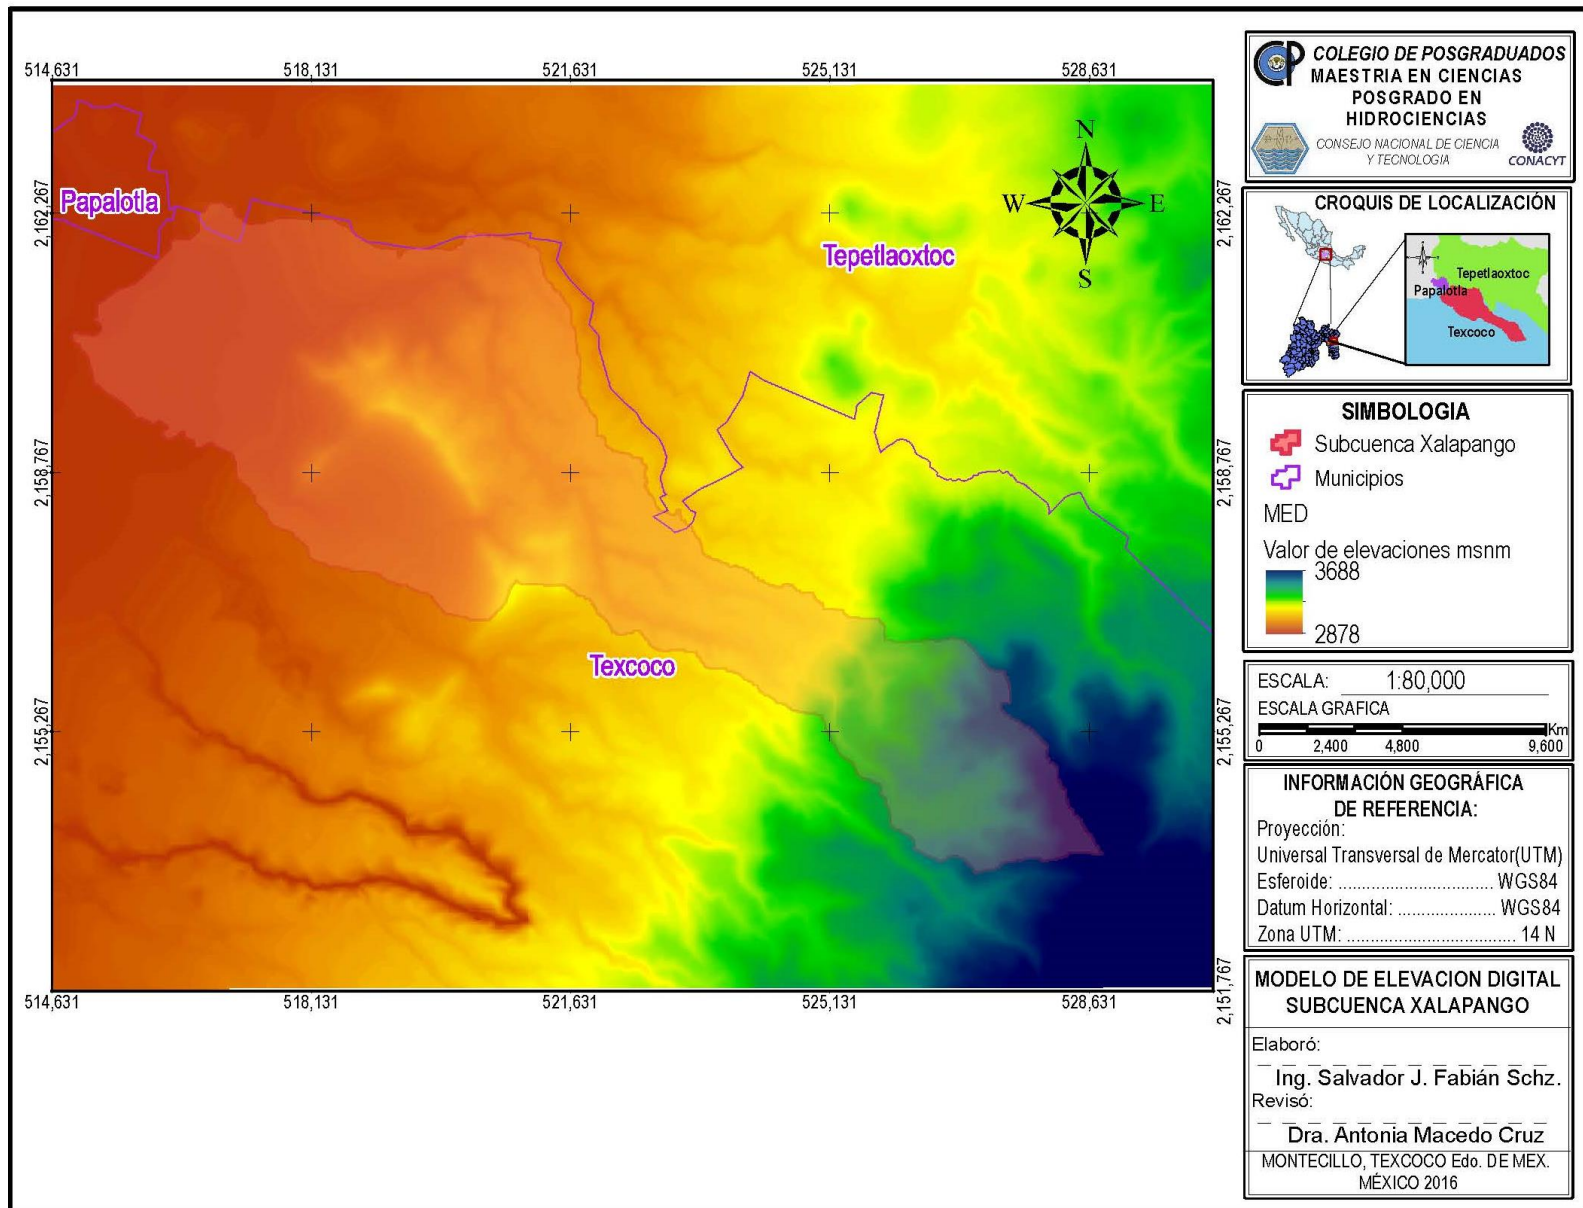 514,631
518,131
521,631
525,131
528,631
2,162,267
2,158,767
2,155,267
Papalotla
Tepetlaoxtoc
Texcoco
N
W
E
S
2,162,267
2,158,767
2,155,267
2,151,767
514,631
518,131
521,631
525,131
528,631
CP
COLEGIO DE POSGRADUADOS
MAESTRIA EN CIENCIAS
POSGRADO EN
HIDROCIENCIAS
CONSEJO NACIONAL DE CIENCIA
Y TECNOLOGIA
CONACYT
CROQUIS DE LOCALIZACIÓN
Tepetlaoxtoc
Papalotla
Texcoco
SIMBOLOGIA
Subcuenca Xalapango
Municipios
MED
Valor de elevaciones msnm
3688
2878
ESCALA: 1:80,000
ESCALA GRAFICA
Km
0 2,400 4,800 9,600
INFORMACIÓN GEOGRÁFICA
DE REFERENCIA:
Proyección:
Universal Transversal de Mercator(UTM)
Esferoide: ................................ WGS84
Datum Horizontal: .................... WGS84
Zona UTM: ................................... 14 N
MODELO DE ELEVACION DIGITAL
SUBCUENCA XALAPANGO
Elaboró:
Ing. Salvador J. Fabián Schz.
Revisó:
Dra. Antonia Macedo Cruz
MONTECILLO, TEXCOCO Edo. DE MEX.
MÉXICO 2016